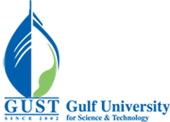 GUST
SINCE 2002
Gulf University
for Science & Technology